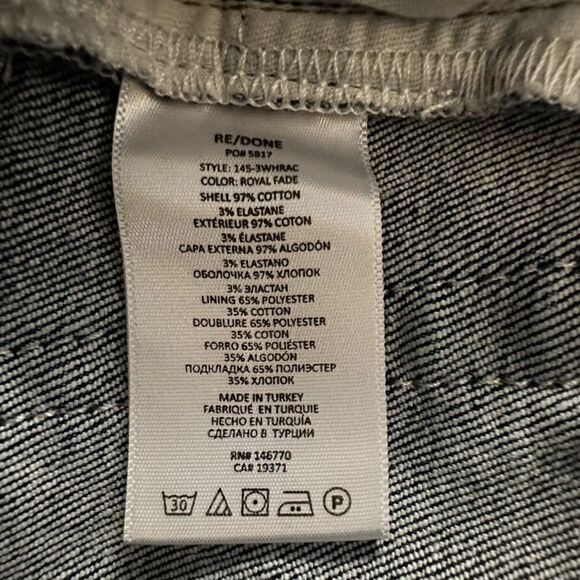 RE/DONE
PO# 5817
STYLE: 145-3WHRAC
COLOR: ROYAL FADE
SHELL 97% COTTON
3% ELASTANE
EXTÉRIEUR 97% COTON
3% ÉLASTANE
CAPA EXTERNA 97% ALGODÓN
3% ELASTANO
ОБОЛОЧКА 97% ХЛОПОК
3% ЭЛАСТАН
LINING 65% POLYESTER
35% COTTON
DOUBLURE 65% POLYESTER
35% COTON
FORRO 65% POLIÉSTER
35% ALGODÓN
ПОДКЛАДКА 65% ПОЛИЭСТЕР
35% ХЛОПОК
MADE IN TURKEY
FABRIQUÉ EN TURQUIE
HECHO EN TURQUÍA
СДЕЛАНО В ТУРЦИИ
RN# 146770
CA# 19371
30 P